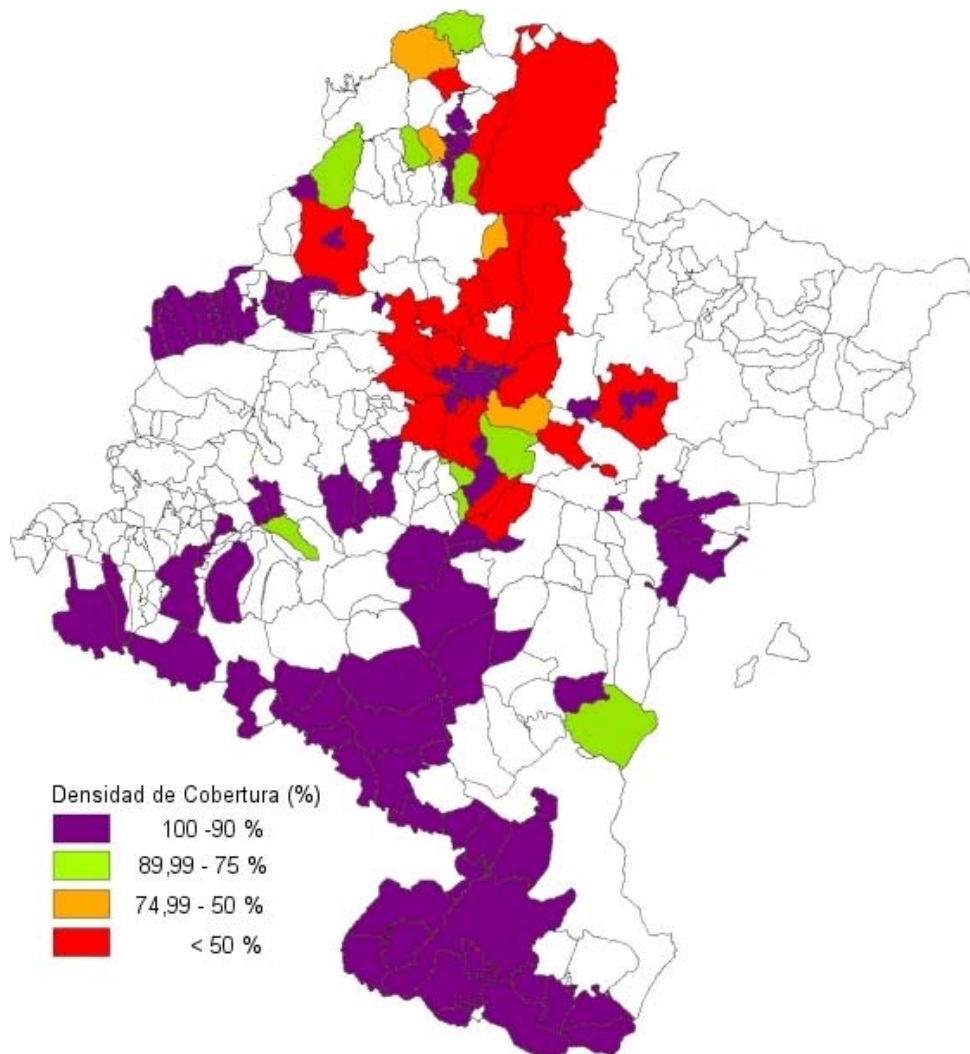 Densidad de Cobertura (%)
100 -90 %
89,99 - 75 %
74,99 - 50 %
< 50 %